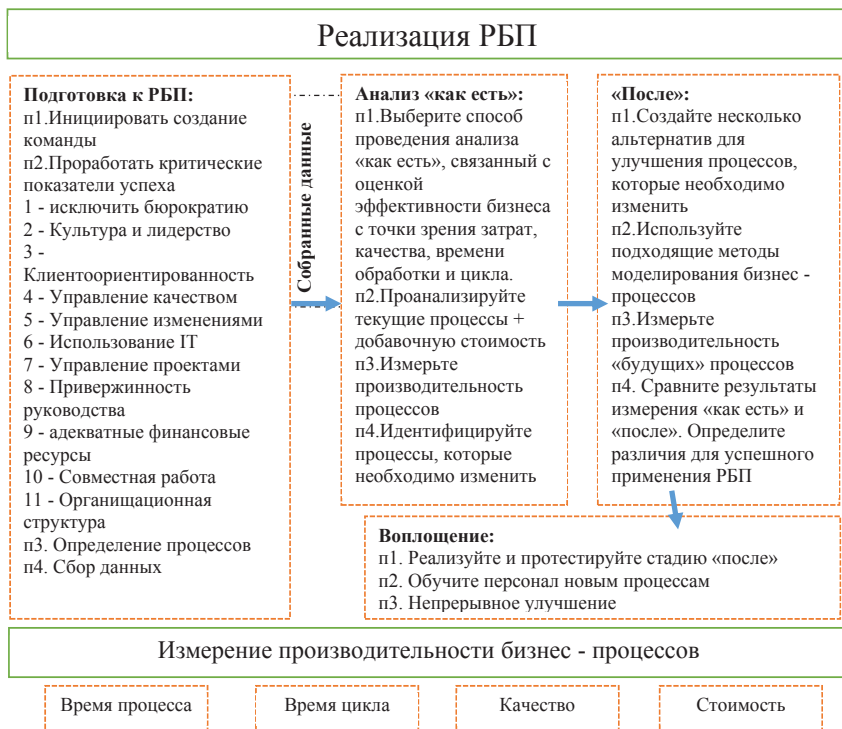 Реализация РБП
Подготовка к РБП:
п1.Инициировать создание
команды
п2.Проработать критические
показатели успеха
1 - исключить бюрократию
2 - Культура и лидерство
3 -
Клиентоориентированность
4 - Управление качеством
5 - Управление изменениями
6 - Использование IT
7 - Управление проектами
8 - Привержинность
руководства
9 - адекватные финансовые
ресурсы
10 - Совместная работа
11 - Органищационная
структура
п3. Определение процессов
п4. Сбор данных
Собранные данные
Анализ «как есть»:
п1.Выберите способ
проведения анализа
«как есть», связанный с
оценкой
эффективности бизнеса
с точки зрения затрат,
качества, времени
обработки и цикла.
п2.Проанализируйте
текущие процессы +
добавочную стоимость
п3.Измерьте
производительность
процессов
п4.Идентифицируйте
процессы, которые
необходимо изменить
«После»:
п1.Создайте несколько
альтернатив для
улучшения процессов,
которые необходимо
изменить
п2.Используйте
подходящие методы
моделирования бизнес -
процессов
п3.Измерьте
производительность
«будущих» процессов
п4. Сравните результаты
измерения «как есть» и
«после». Определите
различия для успешного
применения РБП
Воплощение:
п1. Реализуйте и протестируйте стадию «после»
п2. Обучите персонал новым процессам
п3. Непрерывное улучшение
Измерение производительности бизнес - процессов
Время процесса
Время цикла
Качество
Стоимость